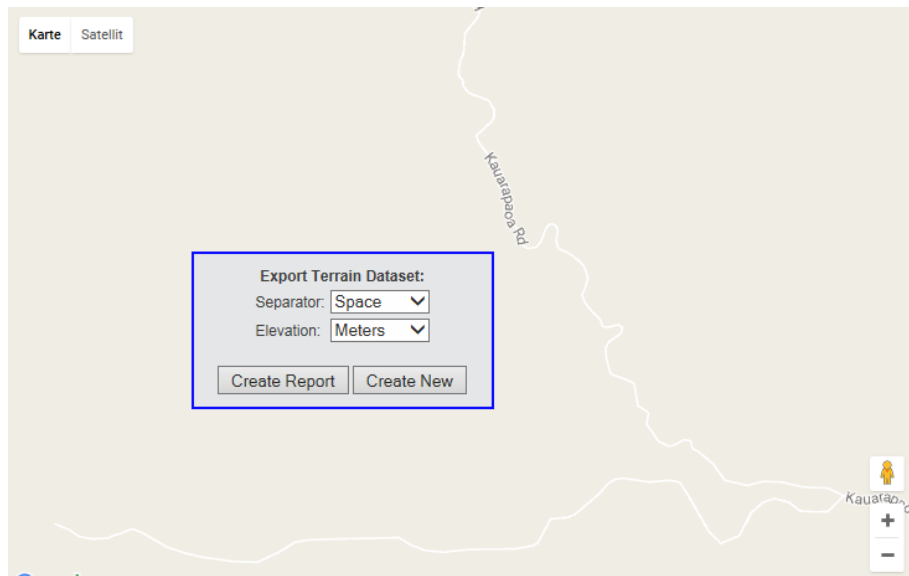 Karte Satellit
Kauarapaoa Rd
Export Terrain Dataset:
Separator: Space
Elevation: Meters
Create Report Create New
+
−